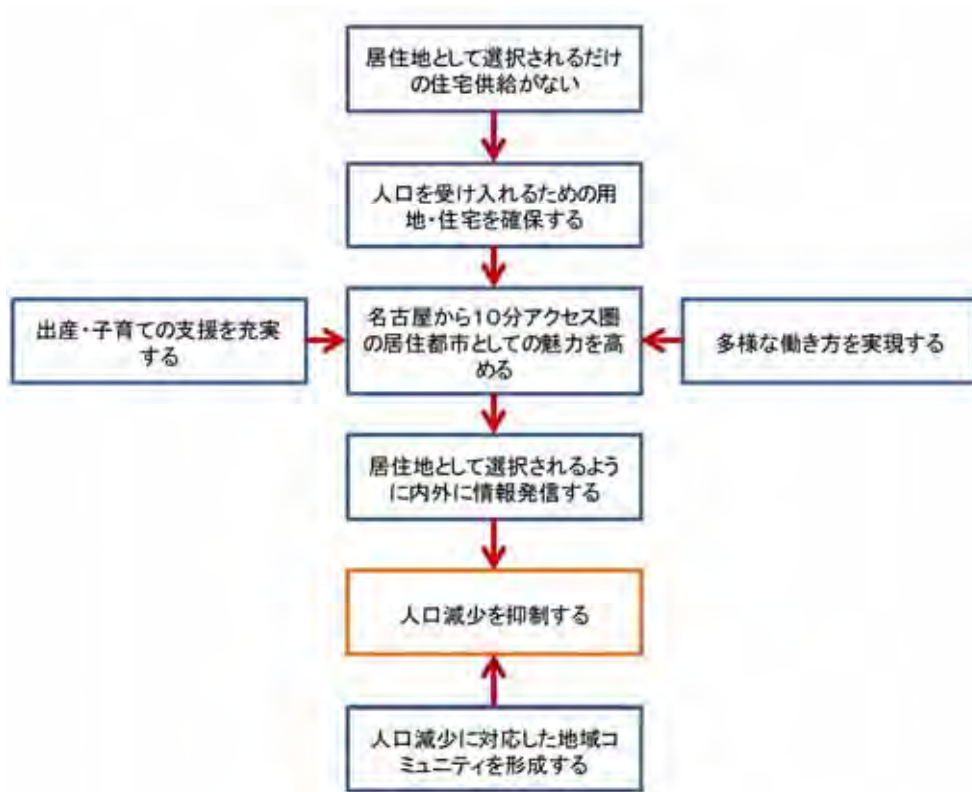 居住地として選択されるだけ
の住宅供給がない
人口を受け入れるための用
地・住宅を確保する
出産・子育ての支援を充実
する
名古屋から10分アクセス圏
の居住都市としての魅力を高
める
多様な働き方を実現する
居住地として選択されるよう
に内外に情報発信する
人口減少を抑制する
人口減少に対応した地域コ
ミュニティを形成する